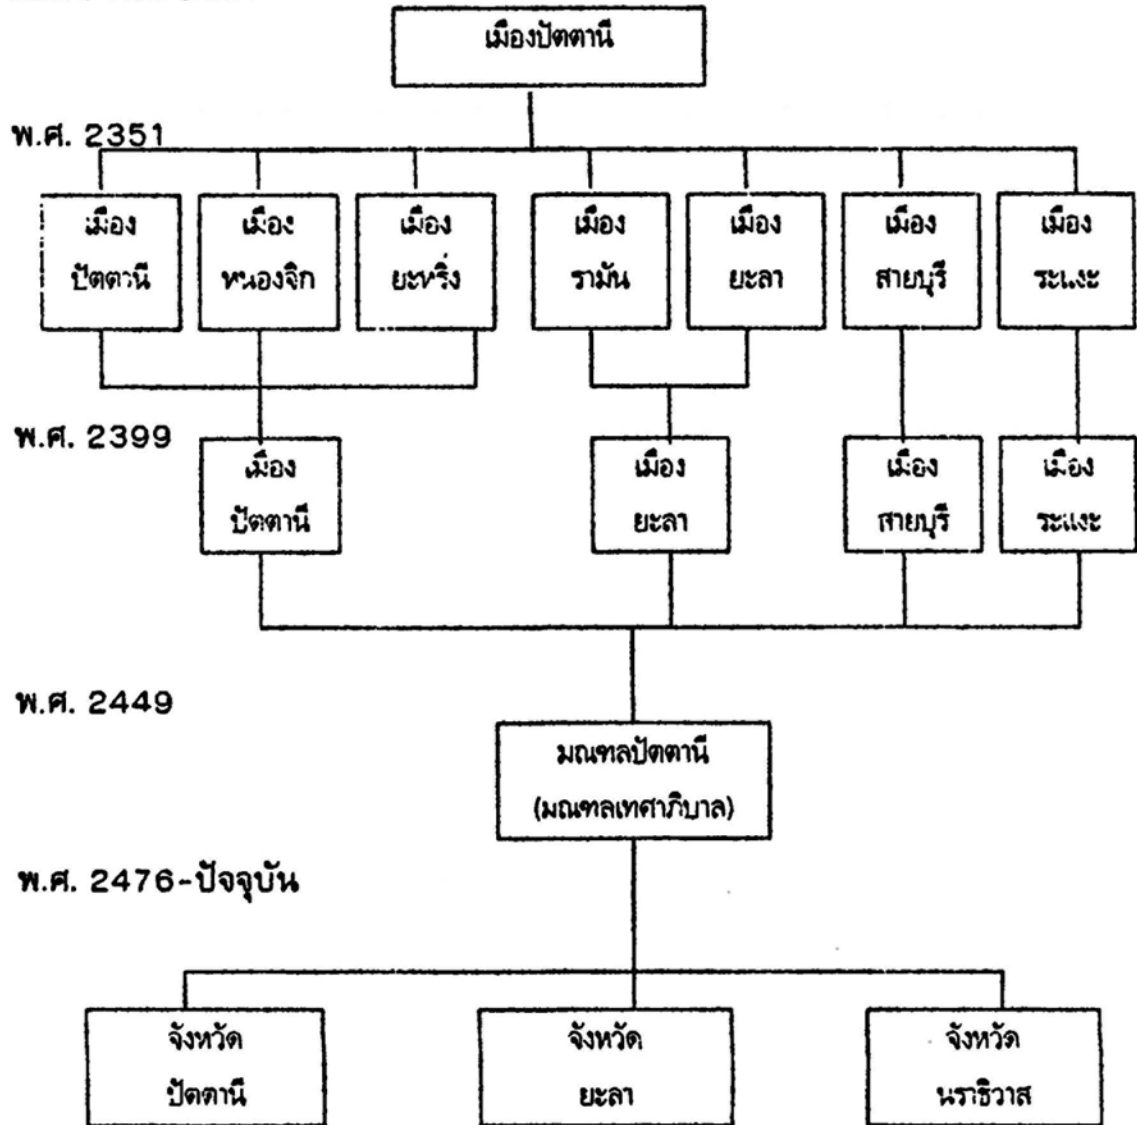 เมืองปัตตานี
พ.ศ. 2351
เมือง
ปัตตานี
เมือง
หนองจิก
เมือง
ยะหริ่ง
เมือง
รามัน
เมือง
ยะลา
เมือง
สายบุรี
เมือง
ระแงะ
พ.ศ. 2399
เมือง
ปัตตานี
เมือง
ยะลา
เมือง
สายบุรี
เมือง
ระแงะ
พ.ศ. 2449
มณฑลปัตตานี
(มณฑลเทศาภิบาล)
พ.ศ. 2476-ปัจจุบัน
จังหวัด
ปัตตานี
จังหวัด
ยะลา
จังหวัด
นราธิวาส